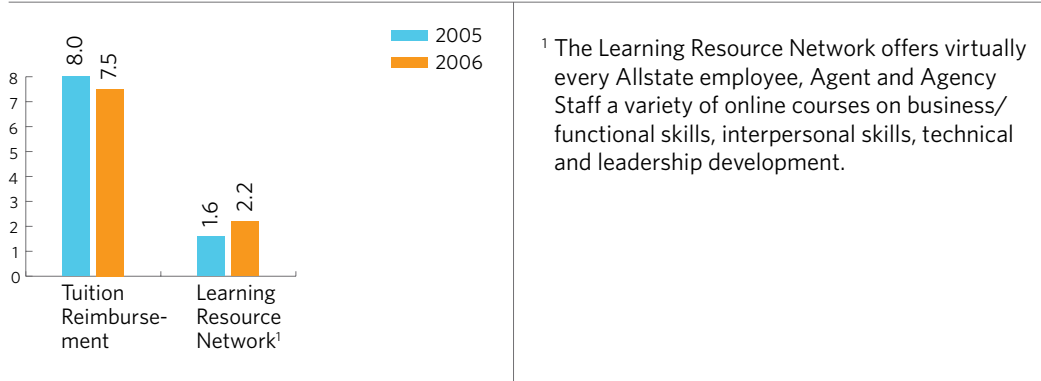 8.0
7.5
1.6
2.2
2005
2006
8
7
6
5
4
3
2
1
0
Tuition
Reimburse-
ment
Learning
Resource
Network¹
¹ The Learning Resource Network offers virtually
every Allstate employee, Agent and Agency
Staff a variety of online courses on business/
functional skills, interpersonal skills, technical
and leadership development.